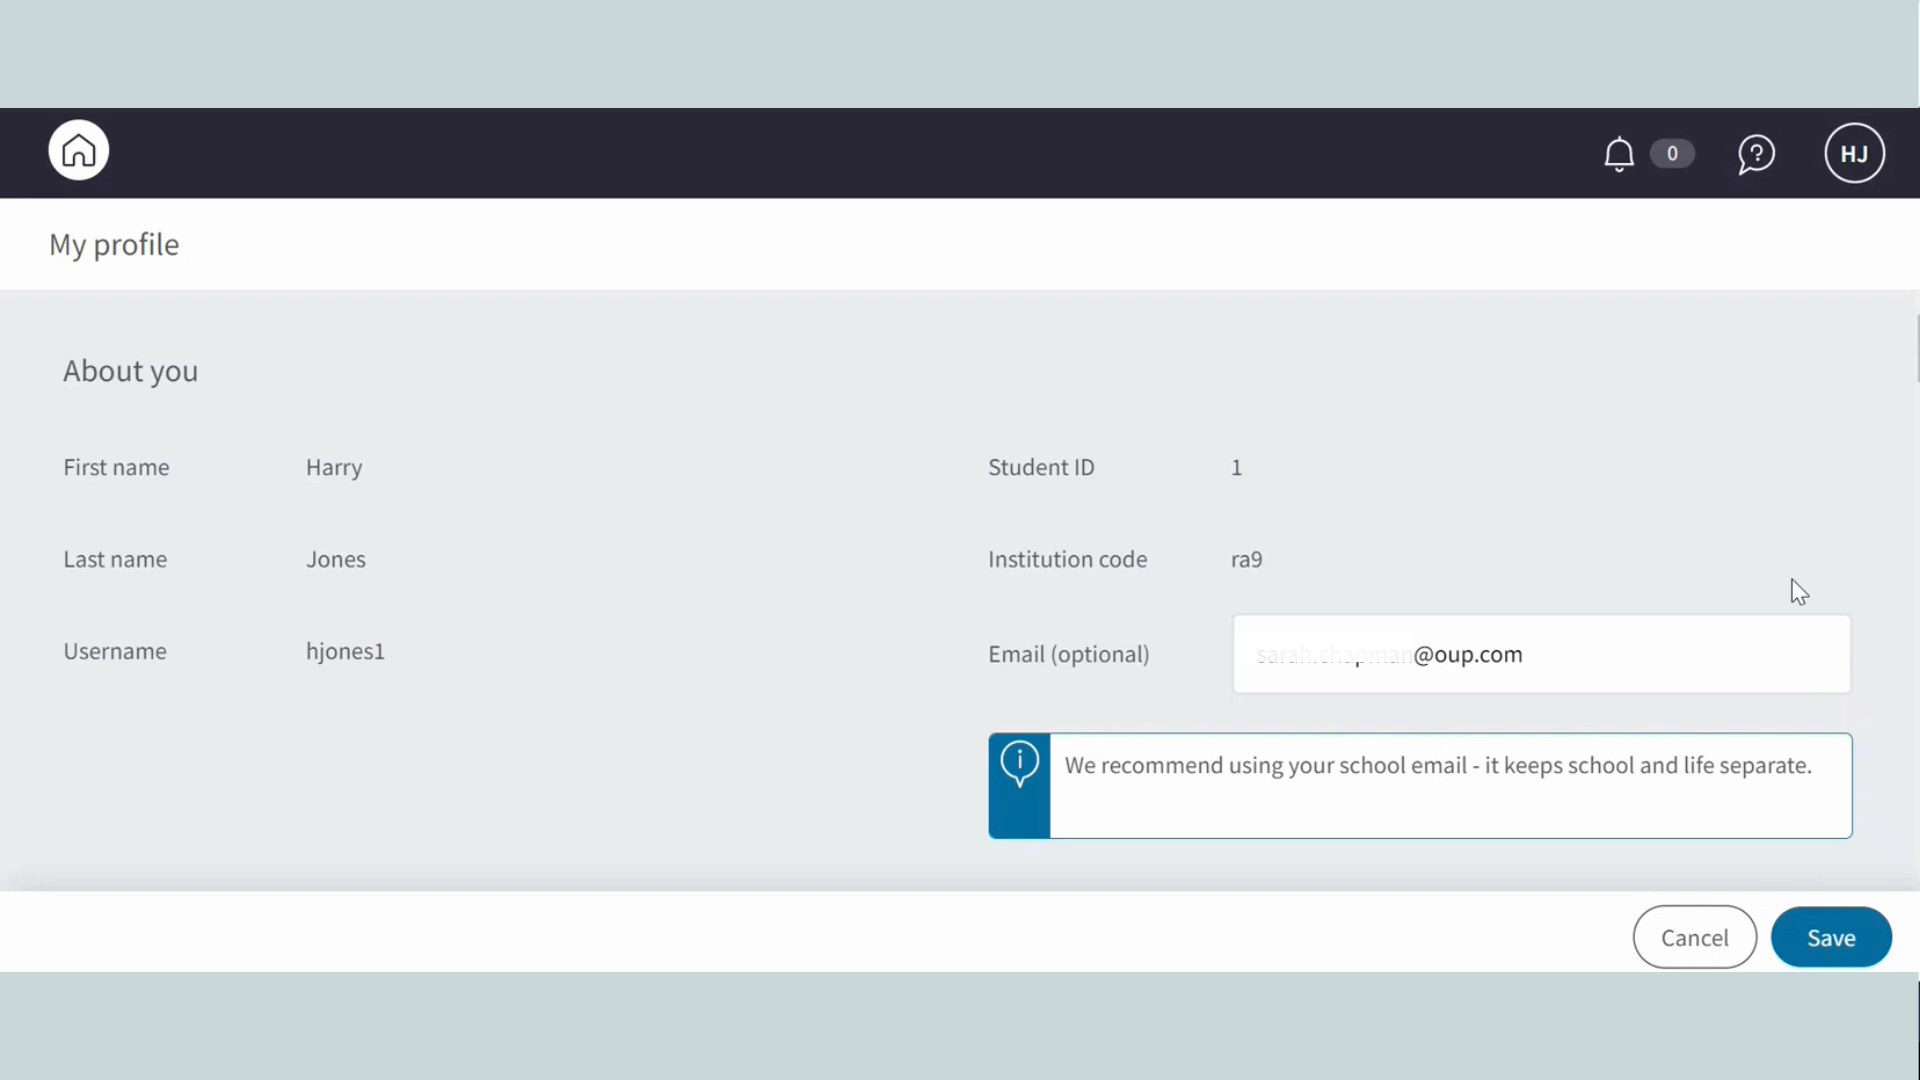 0
HJ
My profile
About you
First name Harry
Student ID 1
Last name Jones
Institution code ra9
Username hjones1
Email (optional) @oup.com
We recommend using your school email - it keeps school and life separate.
Cancel Save